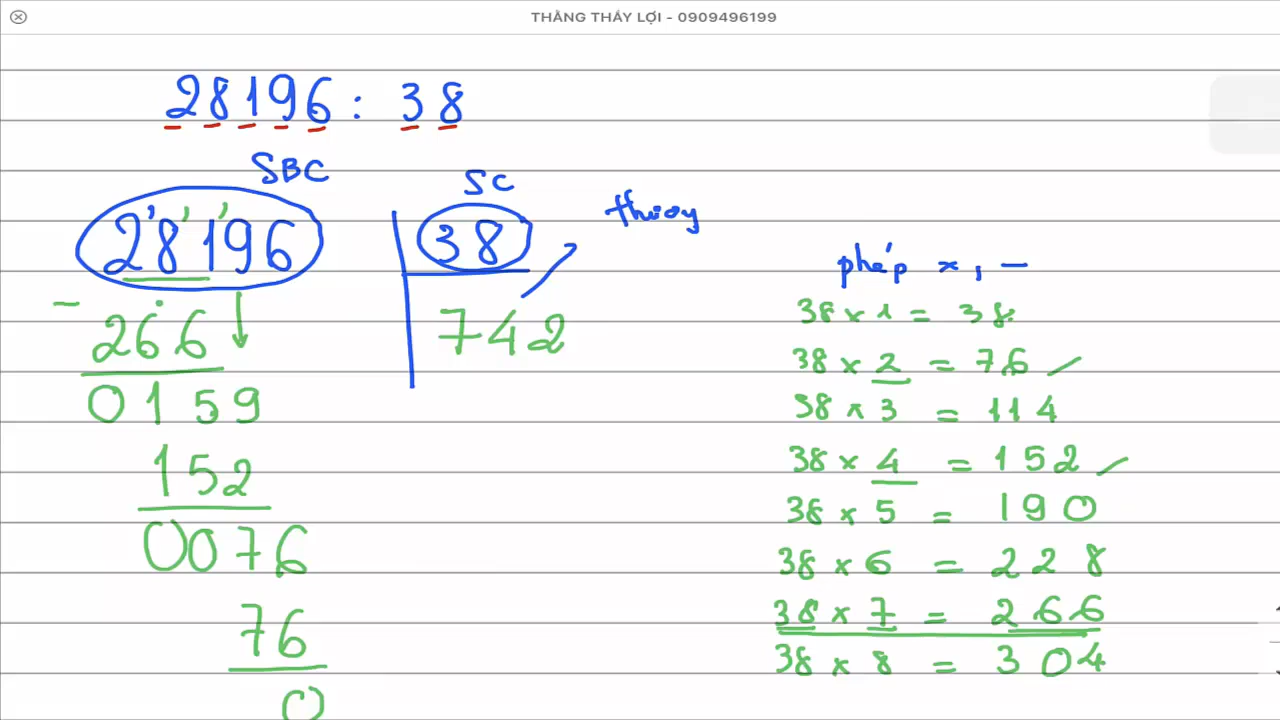 THẦNG THẦY LỢI - 0909496199
28196 : 38
SBC
SC
28196
38
thương
742
- 266
0159
152
0076
76
0
phép x, -
38 x 1 = 38
38 x 2 = 76
38 x 3 = 114
38 x 4 = 152
38 x 5 = 190
38 x 6 = 228
38 x 7 = 266
38 x 8 = 304